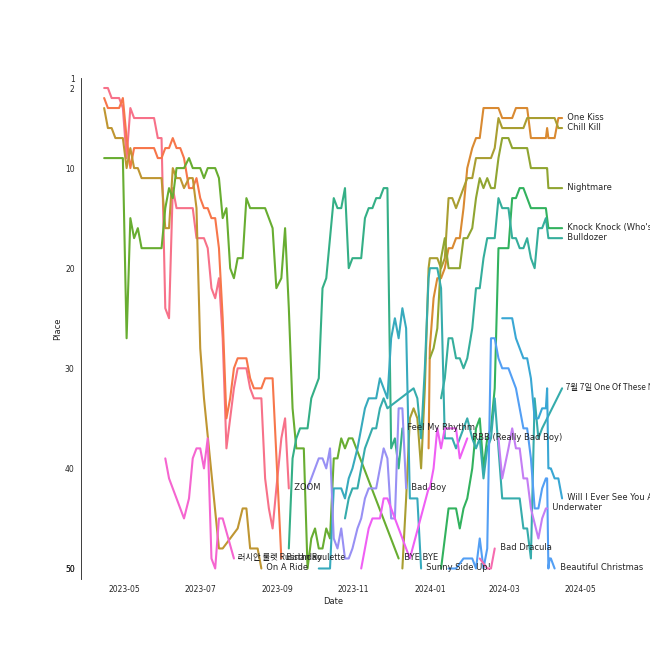 1
2
10
20
30
40
50
Place
2023-05
2023-07
2023-09
2023-11
2024-01
2024-03
2024-05
Date
One Kiss
Chill Kill
Nightmare
Knock Knock (Who's
Bulldozer
7월 7일 One Of These N
Feel My Rhythm
RBB (Really Bad Boy)
ZOOM
Bad Boy
Will I Ever See You A
Underwater
Bad Dracula
러시안 룰렛 Russian Roulette
Birthday
BYE BYE
On A Ride
Sunny Side Up!
Beautiful Christmas